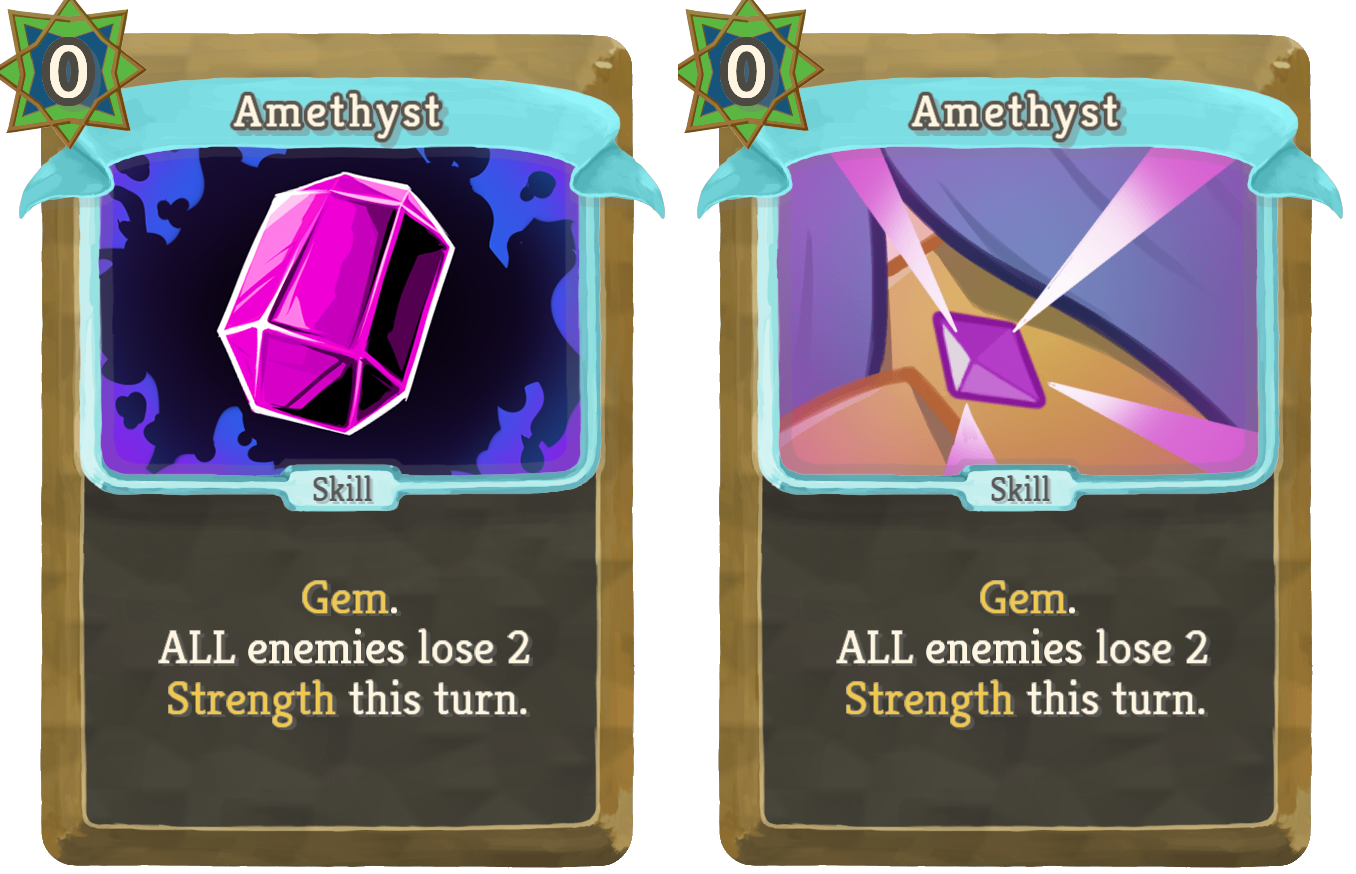 0
Amethyst
Skill
Gem.
ALL enemies lose 2
Strength this turn.
0
Amethyst
Skill
Gem.
ALL enemies lose 2
Strength this turn.